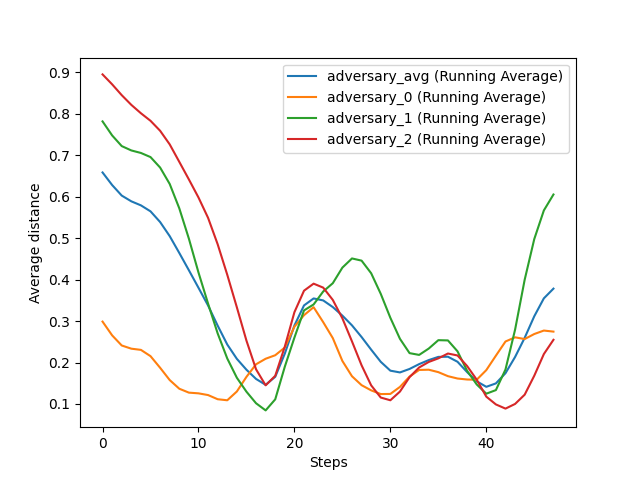 adversary_avg (Running Average)
adversary_0 (Running Average)
adversary_1 (Running Average)
adversary_2 (Running Average)
Average distance
0.9
0.8
0.7
0.6
0.5
0.4
0.3
0.2
0.1
0 10 20 30 40
Steps